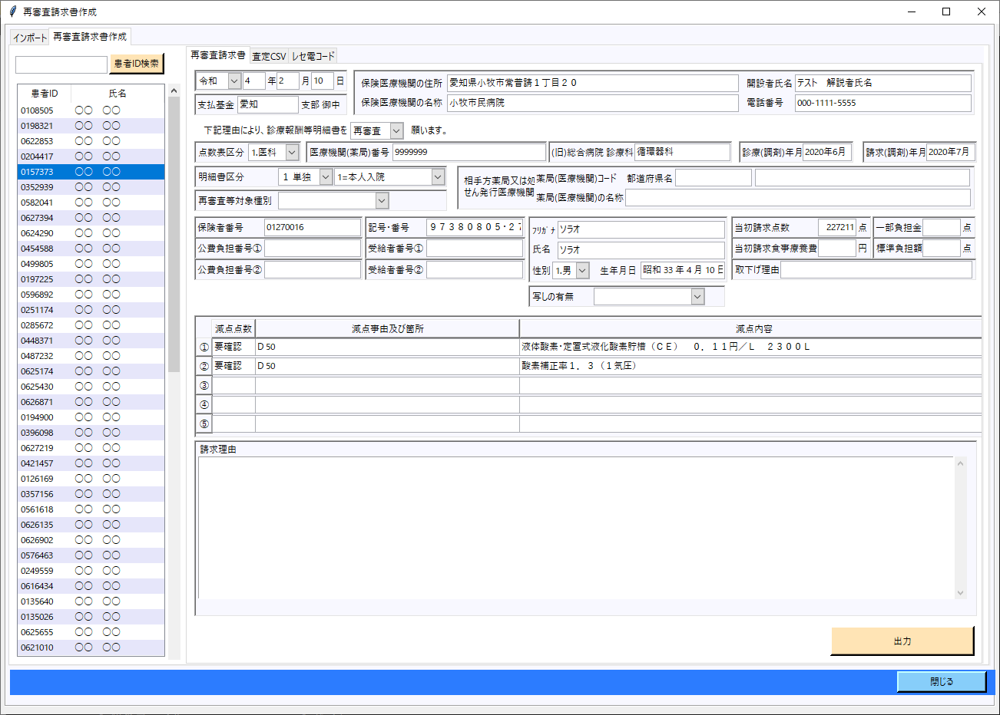 再審査請求書作成
インポート 再審査請求書作成
患者ID検索
患者ID 氏名
0108505 〇〇 〇〇
0198321 〇〇 〇〇
0622853 〇〇 〇〇
0204417 〇〇 〇〇
0157373 〇〇 〇〇
0352939 〇〇 〇〇
0582041 〇〇 〇〇
0627394 〇〇 〇〇
0624290 〇〇 〇〇
0454588 〇〇 〇〇
0499805 〇〇 〇〇
0197225 〇〇 〇〇
0596892 〇〇 〇〇
0251174 〇〇 〇〇
0285672 〇〇 〇〇
0448371 〇〇 〇〇
0487232 〇〇 〇〇
0625174 〇〇 〇〇
0625430 〇〇 〇〇
0626871 〇〇 〇〇
0194900 〇〇 〇〇
0396098 〇〇 〇〇
0627219 〇〇 〇〇
0421457 〇〇 〇〇
0126169 〇〇 〇〇
0357156 〇〇 〇〇
0561618 〇〇 〇〇
0626135 〇〇 〇〇
0626902 〇〇 〇〇
0576463 〇〇 〇〇
0249559 〇〇 〇〇
0616434 〇〇 〇〇
0135640 〇〇 〇〇
0135026 〇〇 〇〇
0625655 〇〇 〇〇
0621010 〇〇 〇〇
再審査請求書 査定CSV レセ電コード
令和 4 年 2 月 10 日
支払基金 愛知 支部 御中
保険医療機関の住所 愛知県小牧市常普請１丁目２０ 開設者氏名 テスト 解説者氏名
保険医療機関の名称 小牧市民病院 電話番号 000-1111-5555
下記理由により、診療報酬等明細書を 再審査 願います。
点数表区分 1.医科 医療機関(薬局)番号 9999999 (旧)総合病院 診療科 循環器科 診療(調剤)年月 2020年6月 請求(調剤)年月 2020年7月
明細書区分 1 単独 1=本人入院
再審査等対象種別
相手方薬局又は処 薬局(医療機関)コード 都道府県名
せん発行医療機関 薬局(医療機関)の名称
保険者番号 01270016 記号・番号 ９７３８０８０５・２７
公費負担番号① 受給者番号①
公費負担番号② 受給者番号②
フリガナ ソラオ
氏名 ソラオ
性別 1.男 生年月日 昭和 33 年 4 月 10 日
写しの有無
当初請求点数 227211 点 一部負担金 点
当初請求食事療養費 円 標準負担額 点
取下げ理由
減点点数 減点事由及び箇所 減点内容
① 要確認 D 50 液体酸素・定置式液化酸素貯槽（ＣＥ） ０．１１円／Ｌ ２３００Ｌ
② 要確認 D 50 酸素補正率１．３（１気圧）
③
④
⑤
請求理由
出力
閉じる